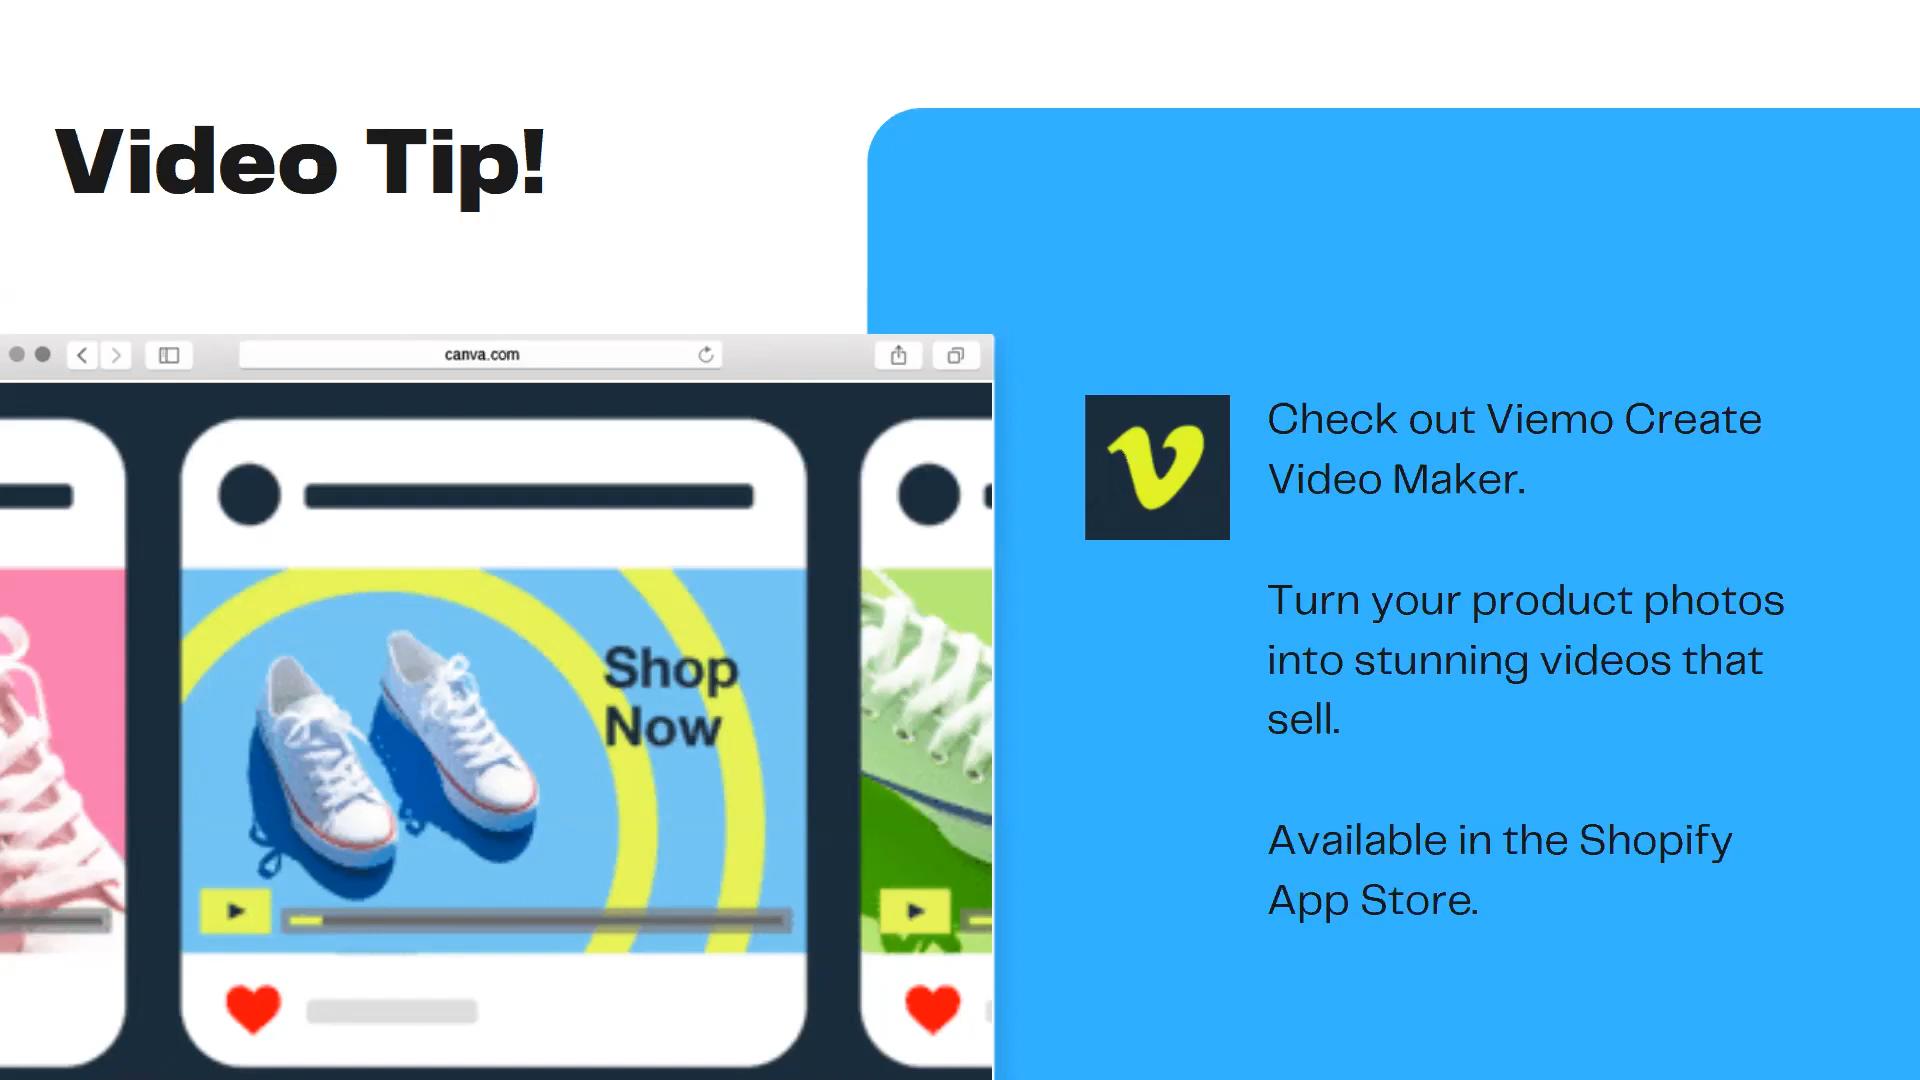 Video Tip!
canva.com
Shop
Now
Check out Viemo Create
Video Maker.
Turn your product photos
into stunning videos that
sell.
Available in the Shopify
App Store.